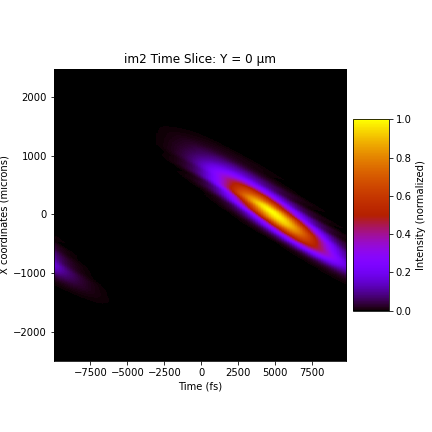 im2 Time Slice: Y = 0 μm
2000
1000
0
−1000
−2000
X coordinates (microns)
−7500 −5000 −2500 0 2500 5000 7500
Time (fs)
1.0
0.8
0.6
0.4
0.2
0.0
Intensity (normalized)